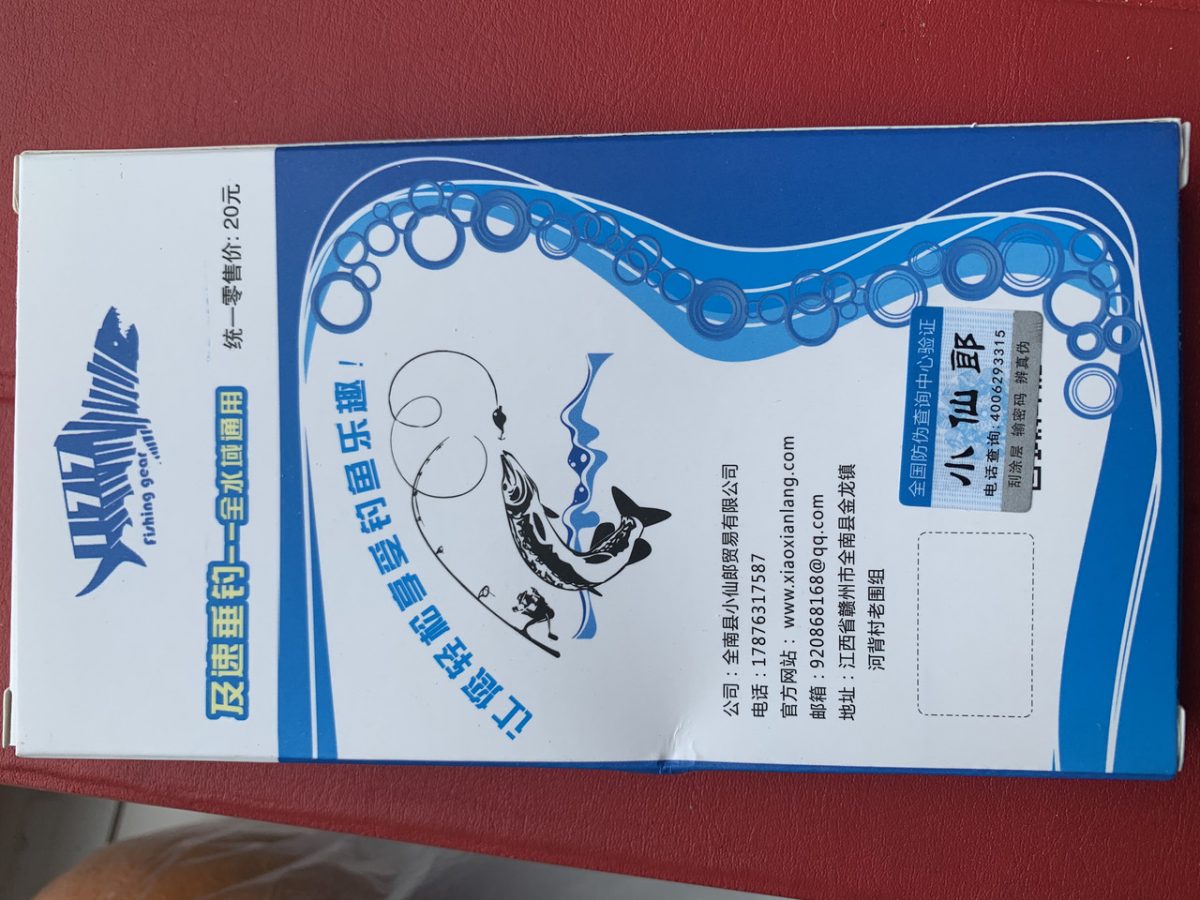 fishing gear
及速垂钓——全水域通用
统一零售价: 20元
让您轻松享受钓鱼乐趣！
公司：全南县小仙郎贸易有限公司
电话：17876317587
官方网站：www.xiaoxianlang.com
邮箱：920868168@qq.com
地址：江西省赣州市全南县金龙镇
河背村老围组
全国防伪查询中心验证
小仙郎
电话查询:4006293315
刮涂层 输密码 辨真伪